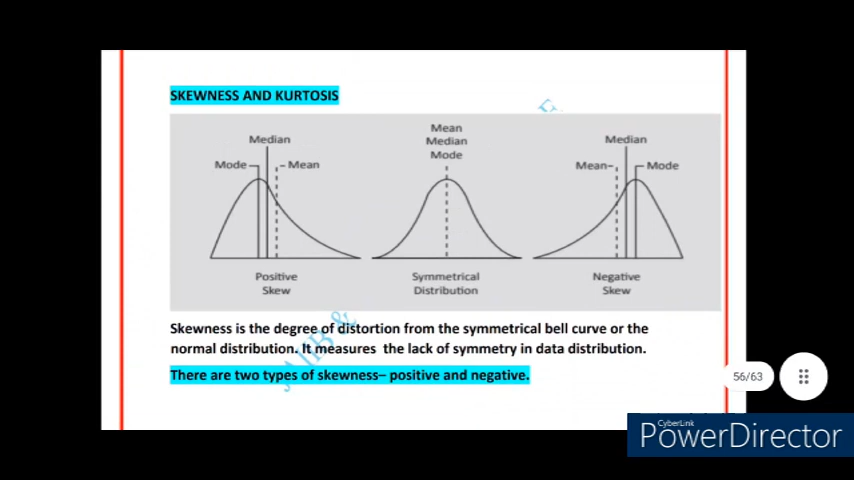 SKEWNESS AND KURTOSIS
Mean
Median
Mode
Median
Mode
Mean
Median
Mean
Mode
Positive
Skew
Symmetrical
Distribution
Negative
Skew
Skewness is the degree of distortion from the symmetrical bell curve or the
normal distribution. It measures the lack of symmetry in data distribution.
There are two types of skewness– positive and negative.
56/63
CyberLink
PowerDirector